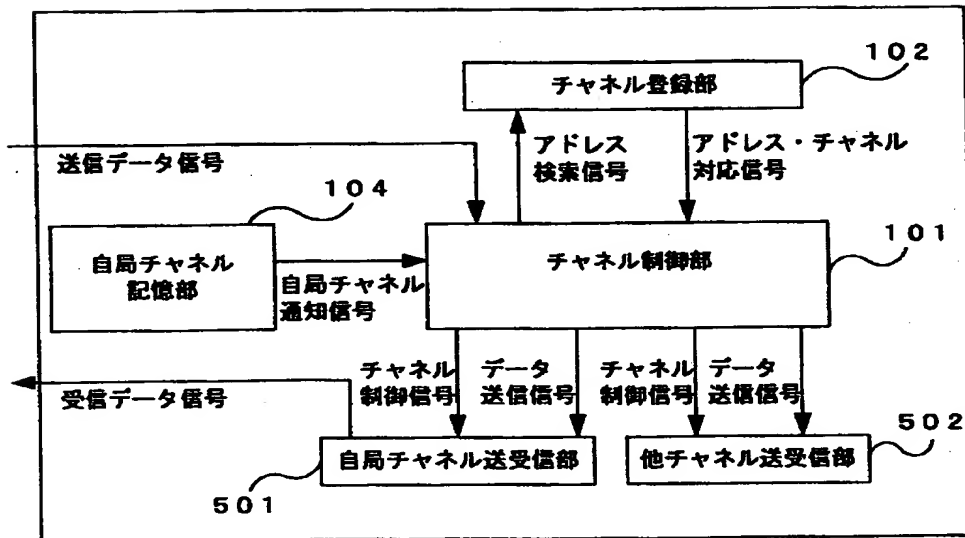 102
チャネル登録部
送信データ信号
アドレス
検索信号
アドレス・チャネル
対応信号
104
101
自局チャネル
記憶部
自局チャネル
通知信号
チャネル制御部
受信データ信号
チャネル
制御信号
データ
送信信号
チャネル
制御信号
データ
送信信号
502
自局チャネル送受信部
他チャネル送受信部
501